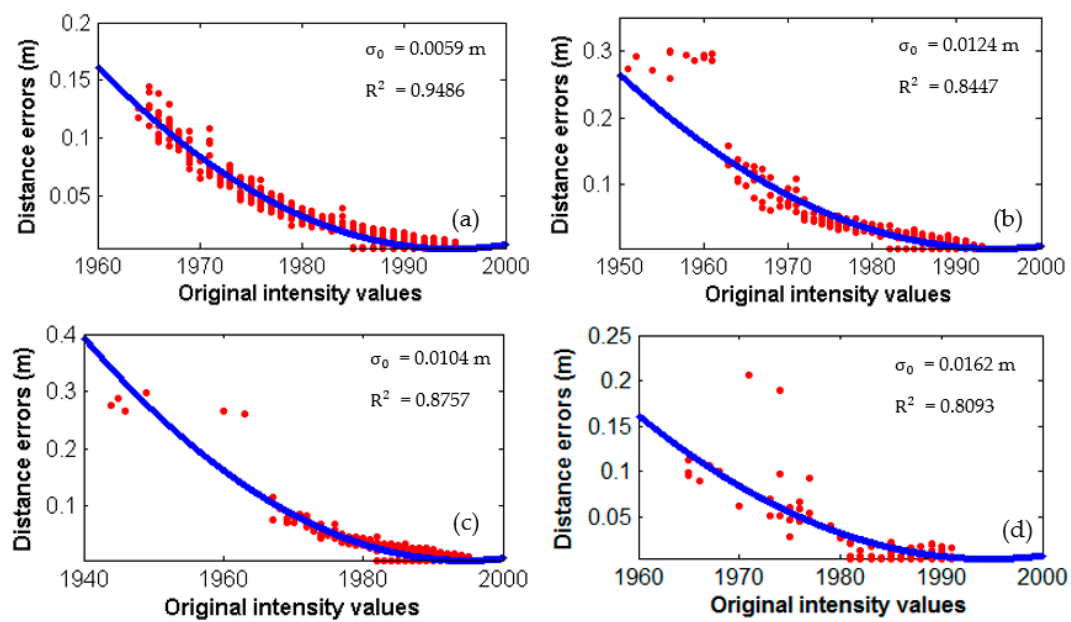 0.2
0.15
0.1
0.05
Distance errors (m)
σ₀ = 0.0059 m
R² = 0.9486
(a)
1960 1970 1980 1990 2000
Original intensity values
0.3
0.2
0.1
Distance errors (m)
σ₀ = 0.0124 m
R² = 0.8447
(b)
1950 1960 1970 1980 1990 2000
Original intensity values
0.4
0.3
0.2
0.1
Distance errors (m)
σ₀ = 0.0104 m
R² = 0.8757
(c)
1940 1960 1980 2000
Original intensity values
0.25
0.2
0.15
0.1
0.05
Distance errors (m)
σ₀ = 0.0162 m
R² = 0.8093
(d)
1960 1970 1980 1990 2000
Original intensity values